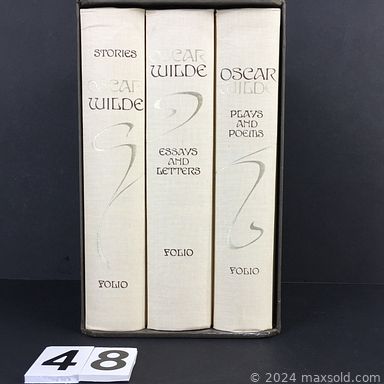 STORIES
OSCAR
WILDE
FOLIO
OSCAR
WILDE
ESSAYS
AND
LETTERS
FOLIO
OSCAR
WILDE
PLAYS
AND
POEMS
FOLIO
48
© 2024 maxsold.com